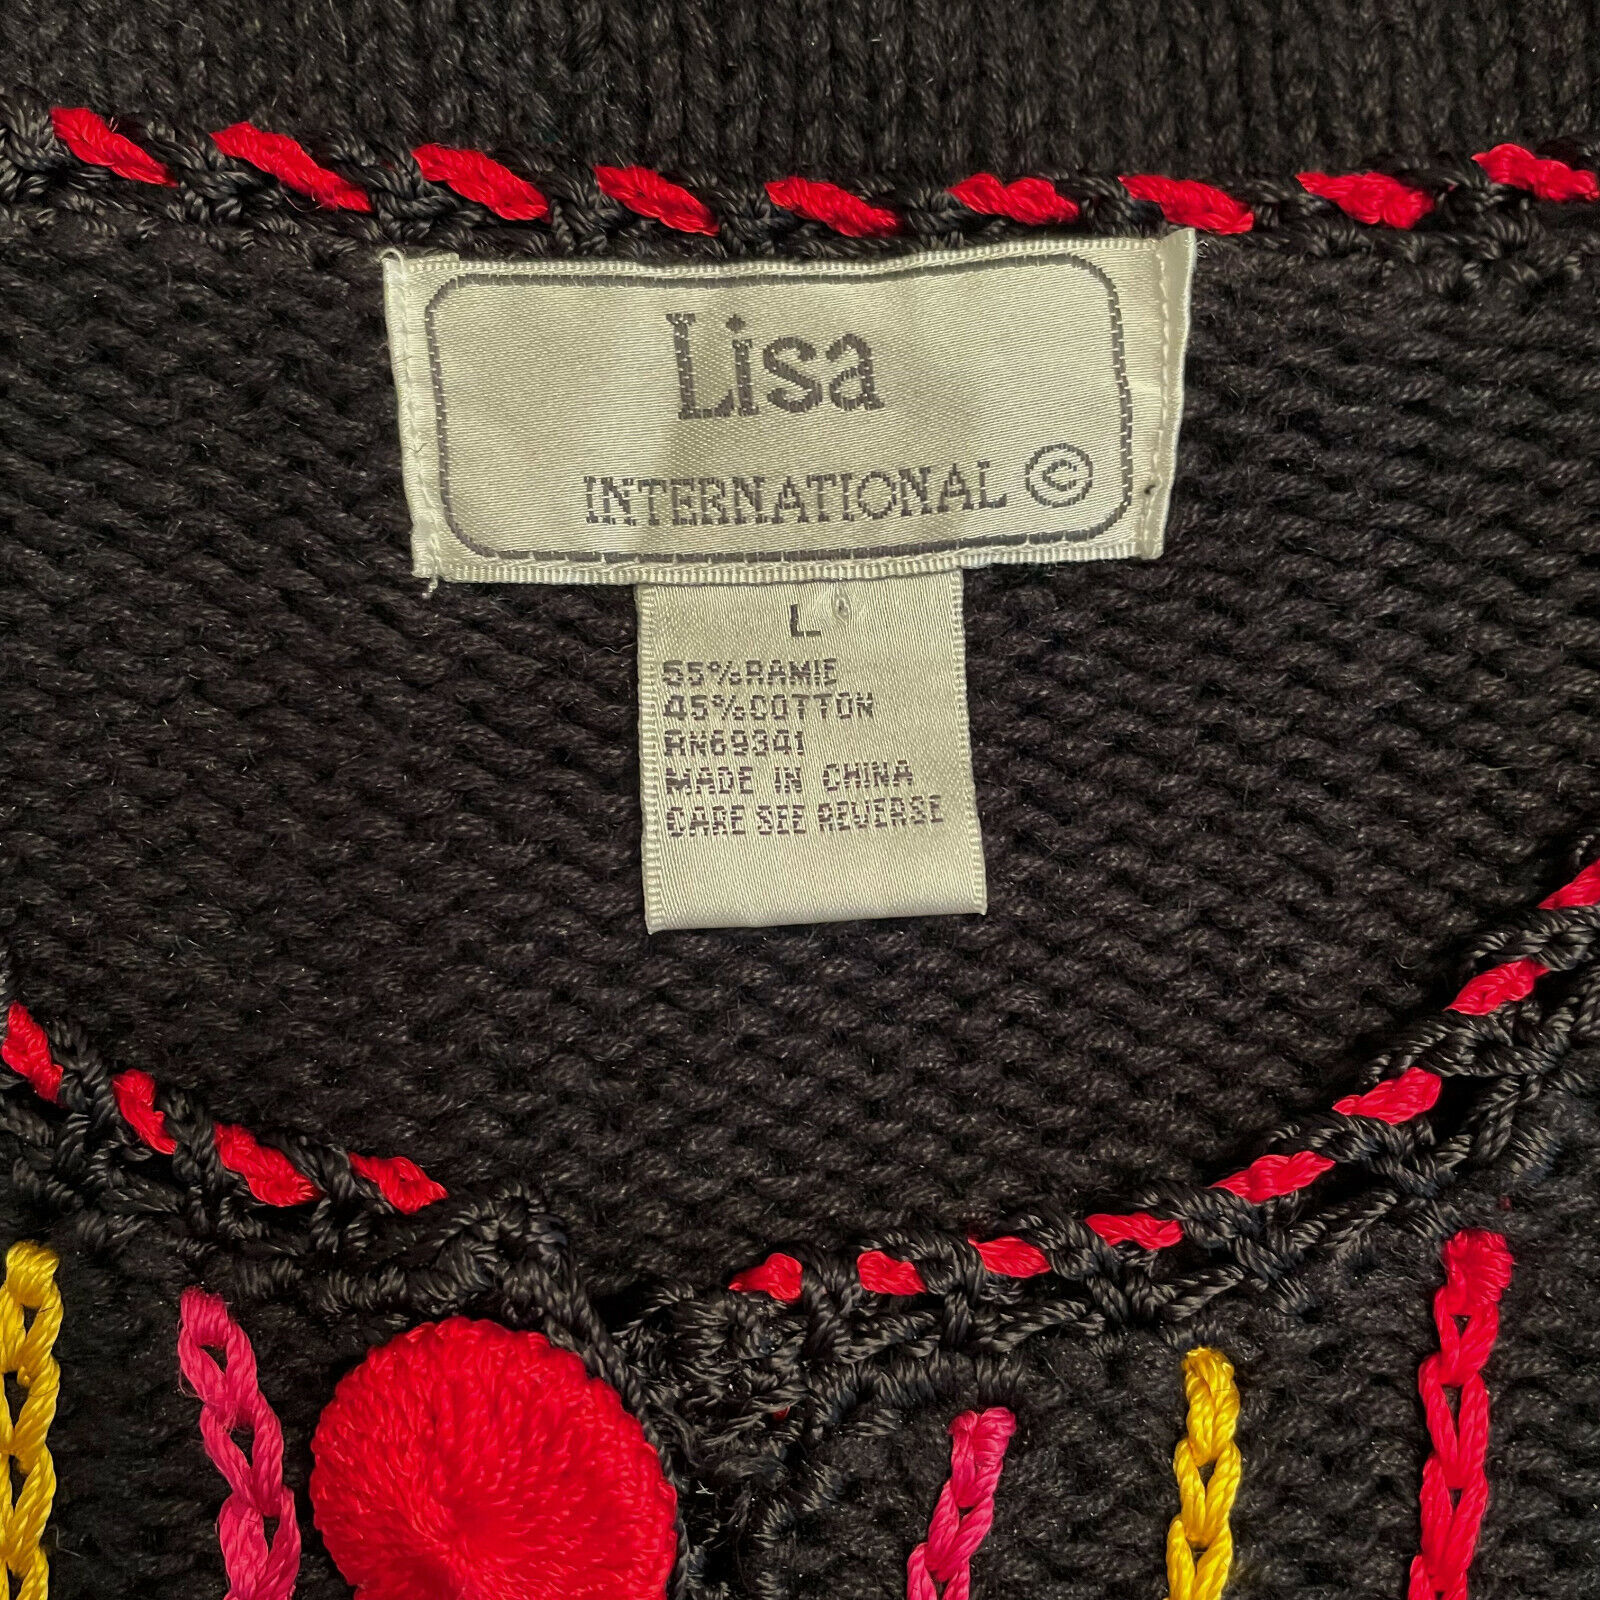 Lisa
INTERNATIONAL ©
L
55%RAMIE
45%COTTON
RN69341
MADE IN CHINA
CARE SEE REVERSE